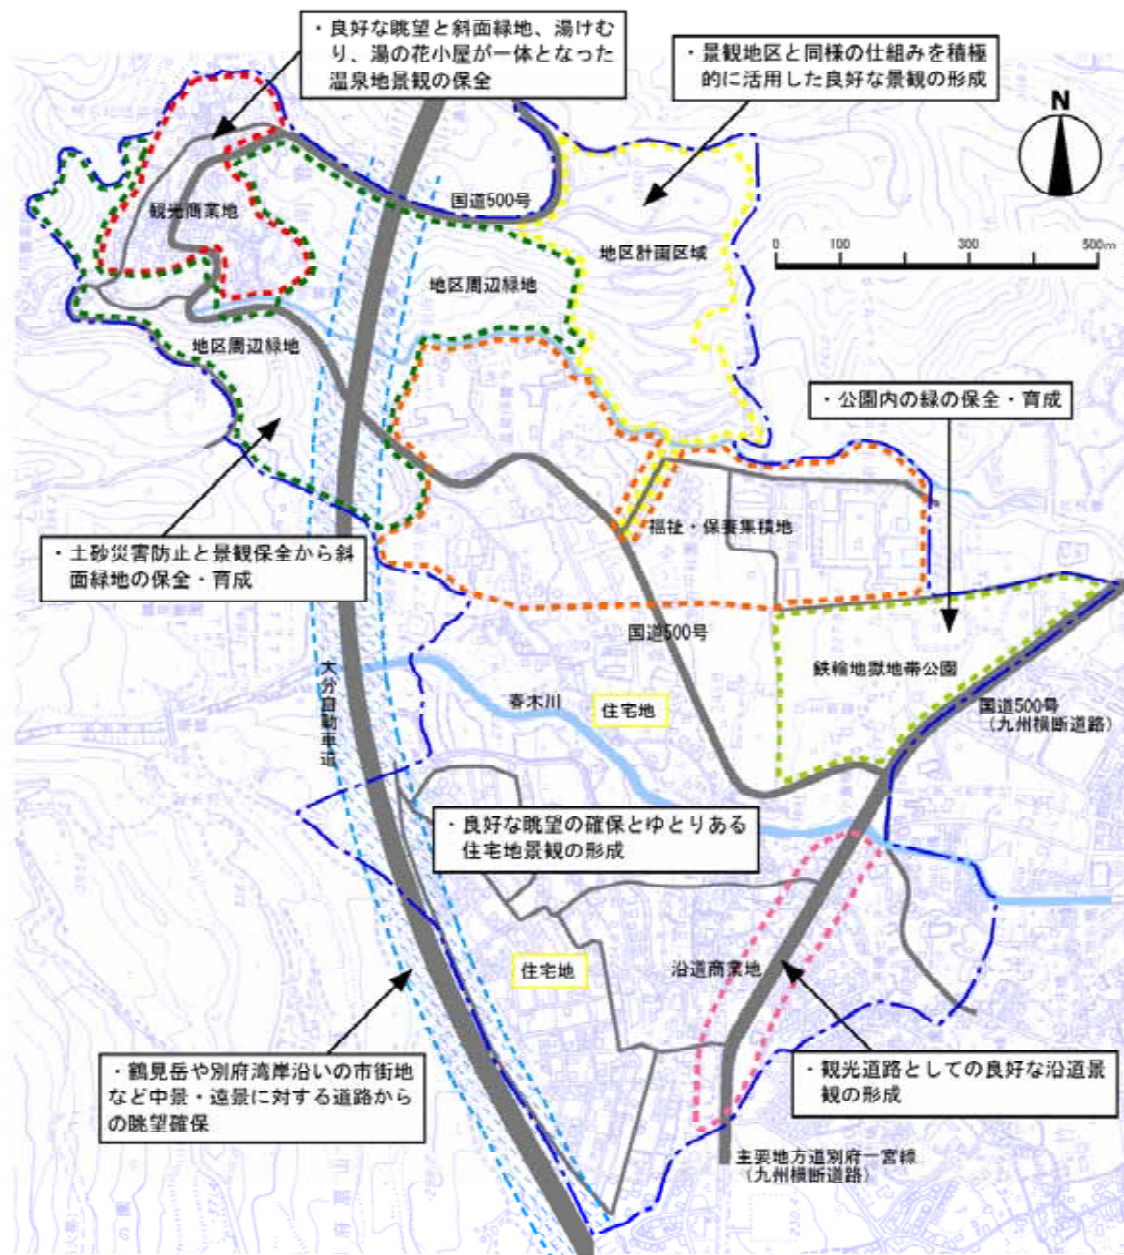 ・良好な眺望と斜面緑地、湯けむ
り、湯の花小屋が一体となった
温泉地景観の保全
・景観地区と同様の仕組みを積極
的に活用した良好な景観の形成
N
国道500号
観光商業地
地区計画区域
0 100 300 500m
地区周辺緑地
地区周辺緑地
・公園内の緑の保全・育成
福祉・保養集積地
・土砂災害防止と景観保全から斜
面緑地の保全・育成
国道500号
鉄輪地獄地帯公園
大分自動車道
春木川
住宅地
国道500号
（九州横断道路）
・良好な眺望の確保とゆとりある
住宅地景観の形成
住宅地
沿道商業地
・鶴見岳や別府湾岸沿いの市街地
など中景・遠景に対する道路から
の眺望確保
・観光道路としての良好な沿道景
観の形成
主要地方道別府一宮線
（九州横断道路）